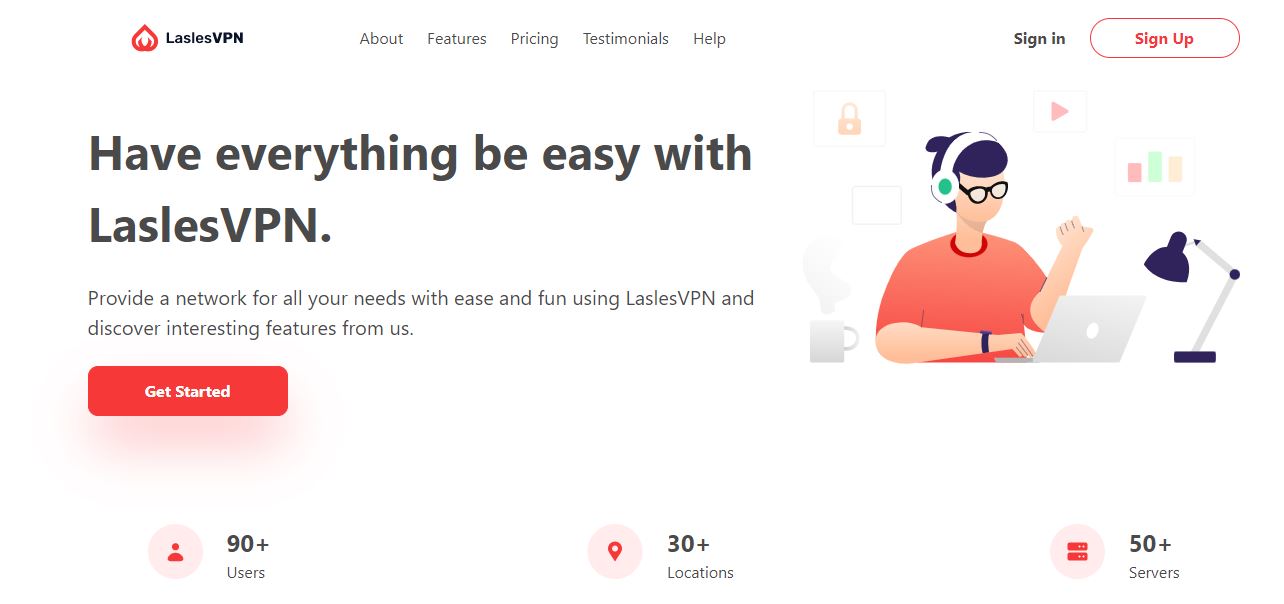 LaslesVPN
About Features Pricing Testimonials Help
Sign in
Sign Up
Have everything be easy with
LaslesVPN.
Provide a network for all your needs with ease and fun using LaslesVPN and
discover interesting features from us.
Get Started
90+
Users
30+
Locations
50+
Servers